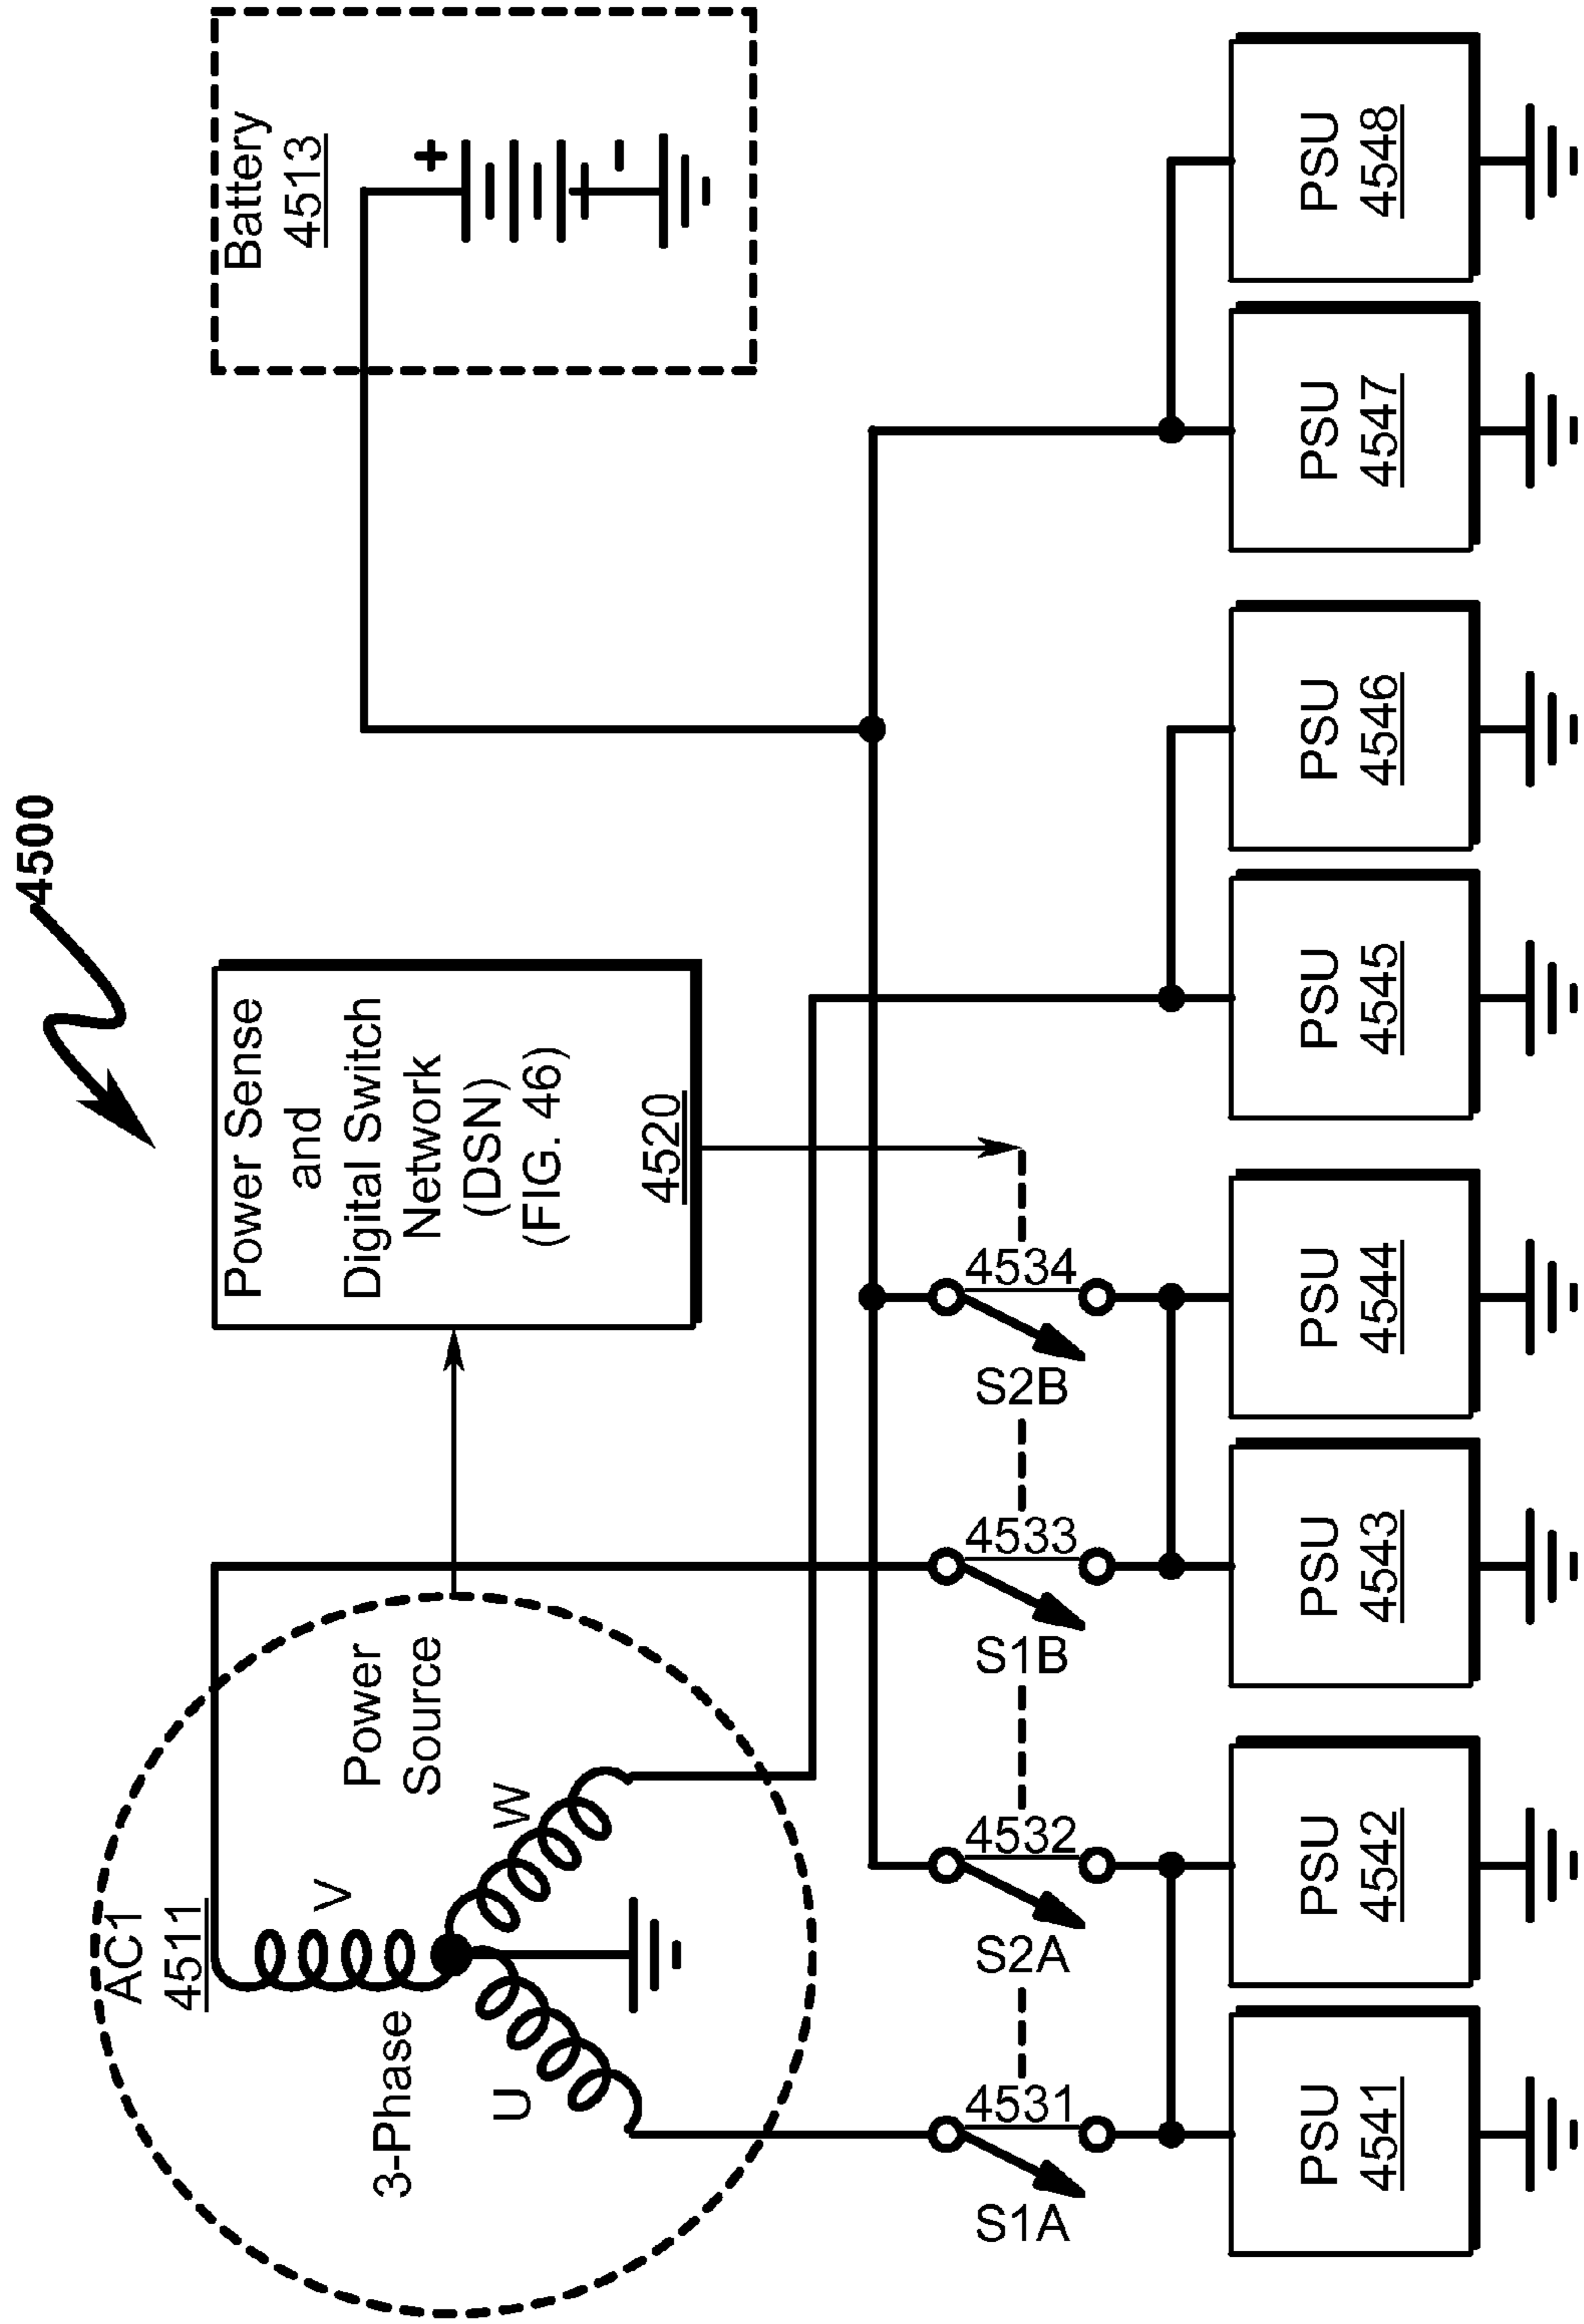 4500
AC1
4511
3-Phase
V
U
W
Power
Source
Power Sense
and
Digital Switch
Network
(DSN)
(FIG. 46)
4520
Battery
4513
+
-
S1A
4531
S2A
4532
S1B
4533
S2B
4534
PSU
4541
PSU
4542
PSU
4543
PSU
4544
PSU
4545
PSU
4546
PSU
4547
PSU
4548